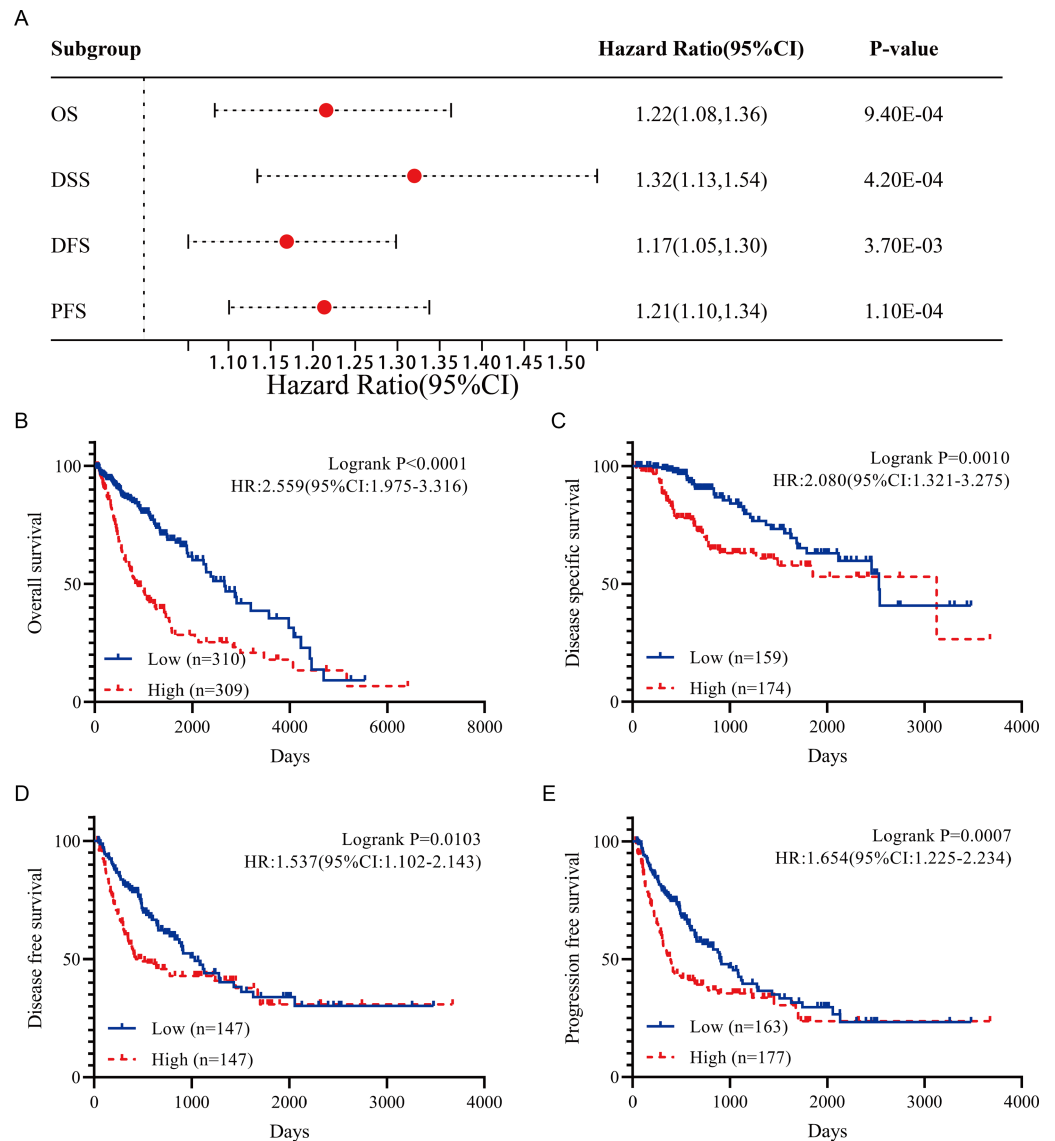 A
Subgroup Hazard Ratio(95%CI) P-value
OS 1.22(1.08,1.36) 9.40E-04
DSS 1.32(1.13,1.54) 4.20E-04
DFS 1.17(1.05,1.30) 3.70E-03
PFS 1.21(1.10,1.34) 1.10E-04
1.10 1.15 1.20 1.25 1.30 1.35 1.40 1.45 1.50
Hazard Ratio(95%CI)
B
Logrank P<0.0001
HR:2.559(95%CI:1.975-3.316)
Overall survival
100
50
0
Low (n=310)
High (n=309)
0 2000 4000 6000 8000
Days
C
Logrank P=0.0010
HR:2.080(95%CI:1.321-3.275)
Disease specific survival
100
50
0
Low (n=159)
High (n=174)
0 1000 2000 3000 4000
Days
D
Logrank P=0.0103
HR:1.537(95%CI:1.102-2.143)
Disease free survival
100
50
0
Low (n=147)
High (n=147)
0 1000 2000 3000 4000
Days
E
Logrank P=0.0007
HR:1.654(95%CI:1.225-2.234)
Progression free survival
100
50
0
Low (n=163)
High (n=177)
0 1000 2000 3000 4000
Days